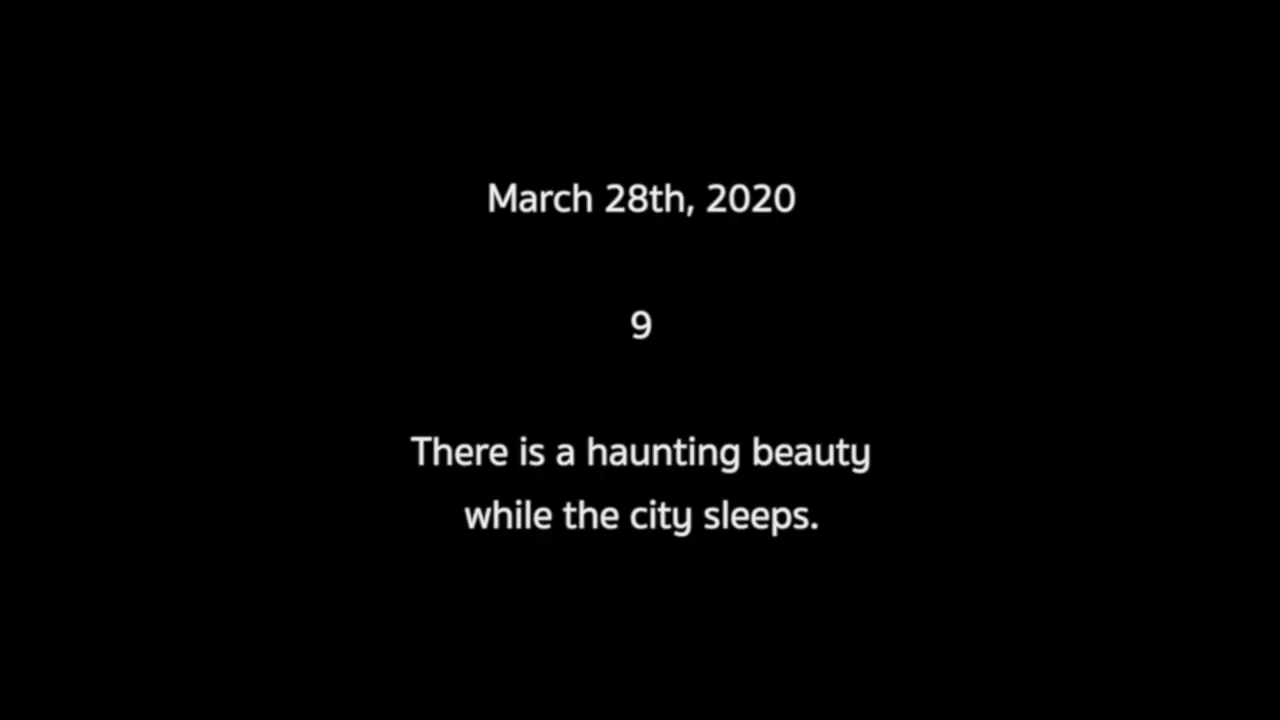 March 28th, 2020
9
There is a haunting beauty
while the city sleeps.